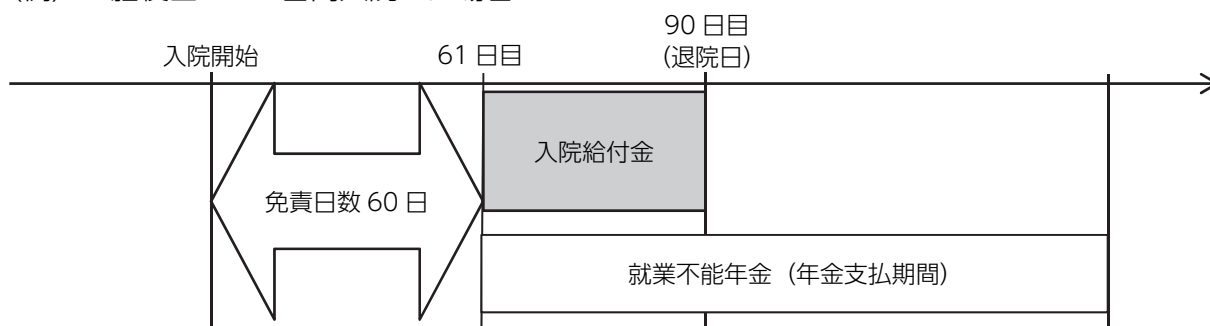 90 日目
入院開始
61 日目
(退院日)
入院給付金
免責日数 60 日
就業不能年金（年金支払期間）